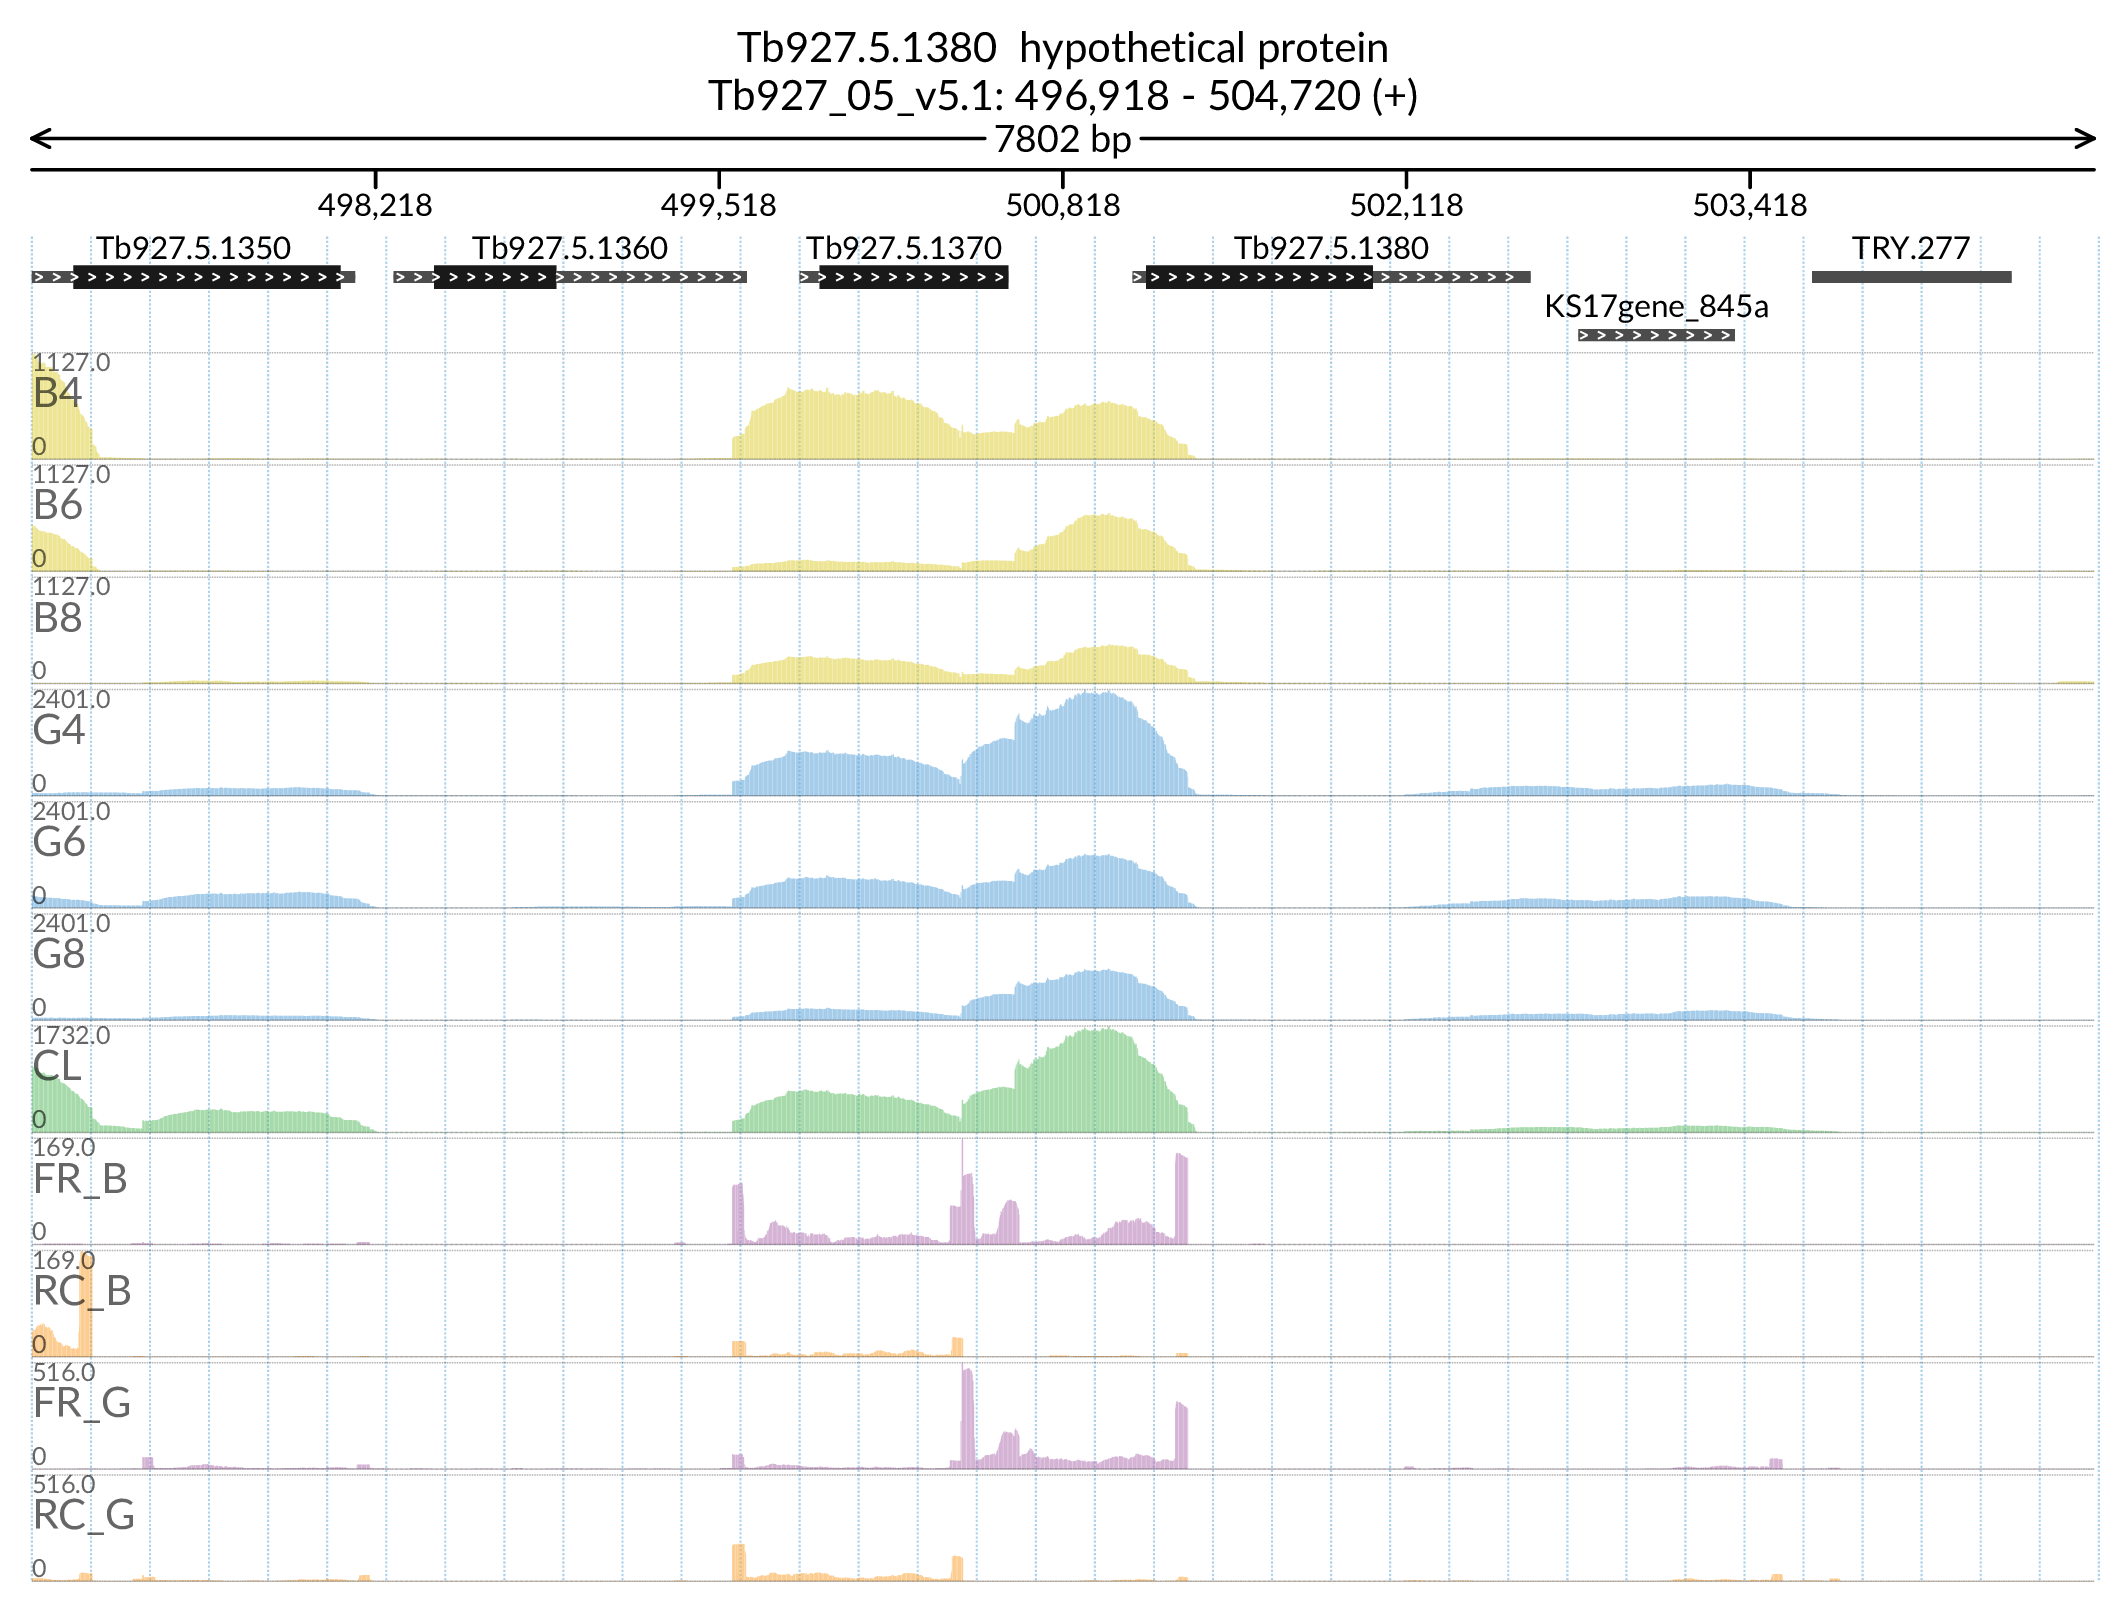 Tb927.5.1380 hypothetical protein
Tb927_05_v5.1: 496,918 - 504,720 (+)
7802 bp
498,218 499,518 500,818 502,118 503,418
Tb927.5.1350 Tb927.5.1360 Tb927.5.1370 Tb927.5.1380 TRY.277
KS17gene_845a
1127.0
B4
0
1127.0
B6
0
1127.0
B8
0
2401.0
G4
0
2401.0
G6
0
2401.0
G8
0
1732.0
CL
0
169.0
FR_B
0
169.0
RC_B
0
516.0
FR_G
0
516.0
RC_G
0